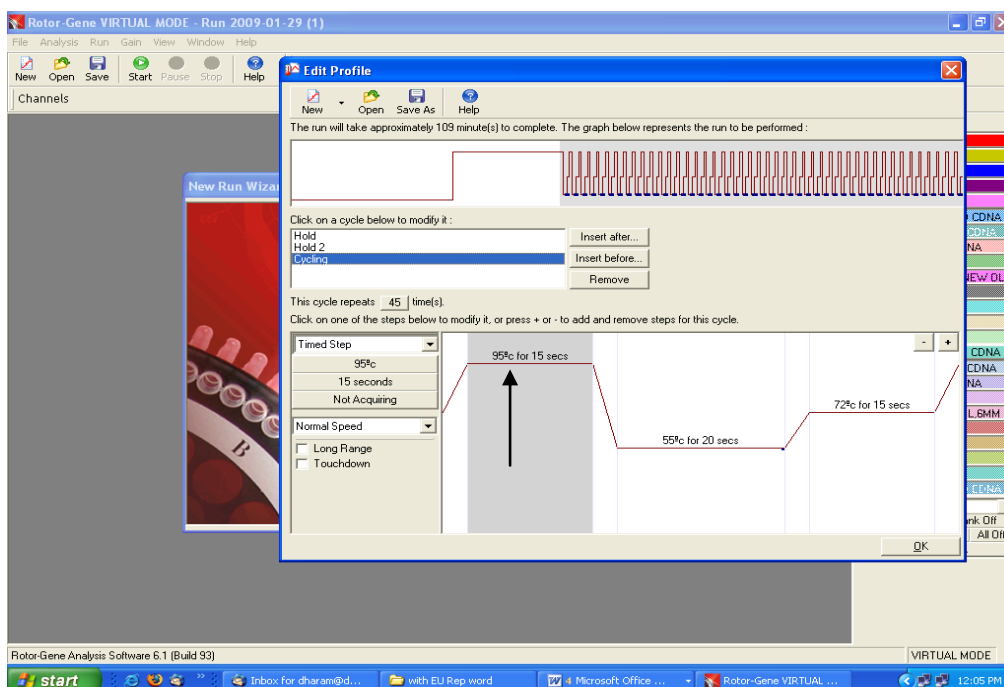 Rotor-Gene VIRTUAL MODE - Run 2009-01-29 (1)
File Analysis Run Gain View Window Help
New Open Save Start Pause Stop Help
Channels
New Run Wiza
B
Edit Profile
New Open Save As Help
The run will take approximately 109 minute(s) to complete. The graph below represents the run to be performed :
Click on a cycle below to modify it :
Hold
Hold 2
Cycling
Insert after...
Insert before...
Remove
This cycle repeats 45 time(s).
Click on one of the steps below to modify it, or press + or - to add and remove steps for this cycle.
Timed Step
95ºc
15 seconds
Not Acquiring
Normal Speed
Long Range
Touchdown
95ºc for 15 secs
55ºc for 20 secs
72ºc for 15 secs
- +
OK
CDNA
CDNA
NA
NEW OL
CDNA
CDNA
NA
L,6MM
CDNA
nk Off
All Of
Rotor-Gene Analysis Software 6.1 (Build 93)
VIRTUAL MODE
start
Inbox for dharam@d...
with EU Rep word
4 Microsoft Office ...
Rotor-Gene VIRTUAL ...
12:05 PM